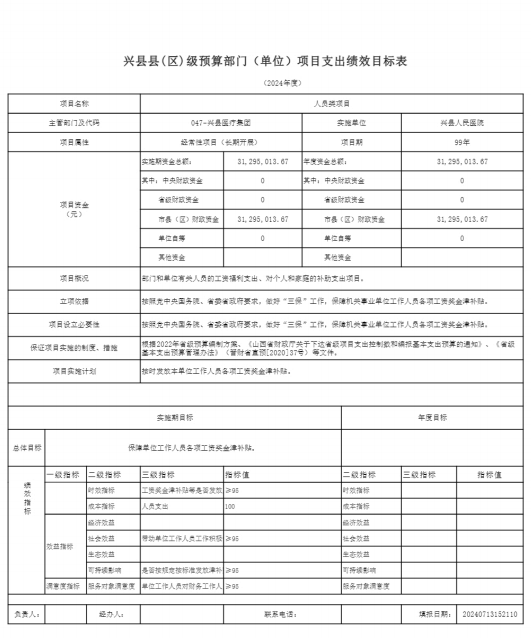 兴县县(区)级预算部门（单位）项目支出绩效目标表
（2024年度）
项目名称 人员类项目
主管部门及代码 047-兴县医疗集团 实施单位 兴县人民医院
项目属性 经常性项目（长期开展） 项目期 99年
项目资金（元） 实施期资金总额: 31,295,013.67 年度资金总额: 31,295,013.67
其中: 中央财政资金 0 其中: 中央财政资金 0
省级财政资金 0 省级财政资金 0
市县（区）财政资金 31,295,013.67 市县（区）财政资金 31,295,013.67
单位自筹 0 单位自筹 0
其他资金 其他资金
项目概况 部门和单位有关人员的工资福利支出、对个人和家庭的补助支出项目。
立项依据 按照党中央国务院、省委省政府要求，做好“三保”工作，保障机关事业单位工作人员各项工资奖金津补贴。
项目设立必要性 按照党中央国务院、省委省政府要求，做好“三保”工作，保障机关事业单位工作人员各项工资奖金津补贴。
保证项目实施的制度、措施 根据2022年省级预算编制方案、《山西省财政厅关于下达省级项目支出控制数和编报基本支出预算的通知》、《省级
基本支出预算管理办法》（晋财省直预[2020]37号）等文件。
项目实施计划 按时发放本单位工作人员各项工资奖金津补贴。
实施期目标 年度目标
总体目标 保障单位工作人员各项工资奖金津补贴。
绩效指标 一级指标 二级指标 三级指标 指标值 二级指标 三级指标 指标值
时效指标 工资奖金津补贴等是否发放 ≥95 时效指标
成本指标 人员支出 100 成本指标
效益指标 经济效益 经济效益
社会效益 带动单位工作人员工作积极 ≥95 社会效益
生态效益 生态效益
可持续影响 是否按规定按标准发放津补 ≥95 可持续影响
满意度指标 服务对象满意度 单位工作人员对财务工作人 ≥95 服务对象满意度
负责人: 经办人: 联系电话: 填报日期: 20240713152110